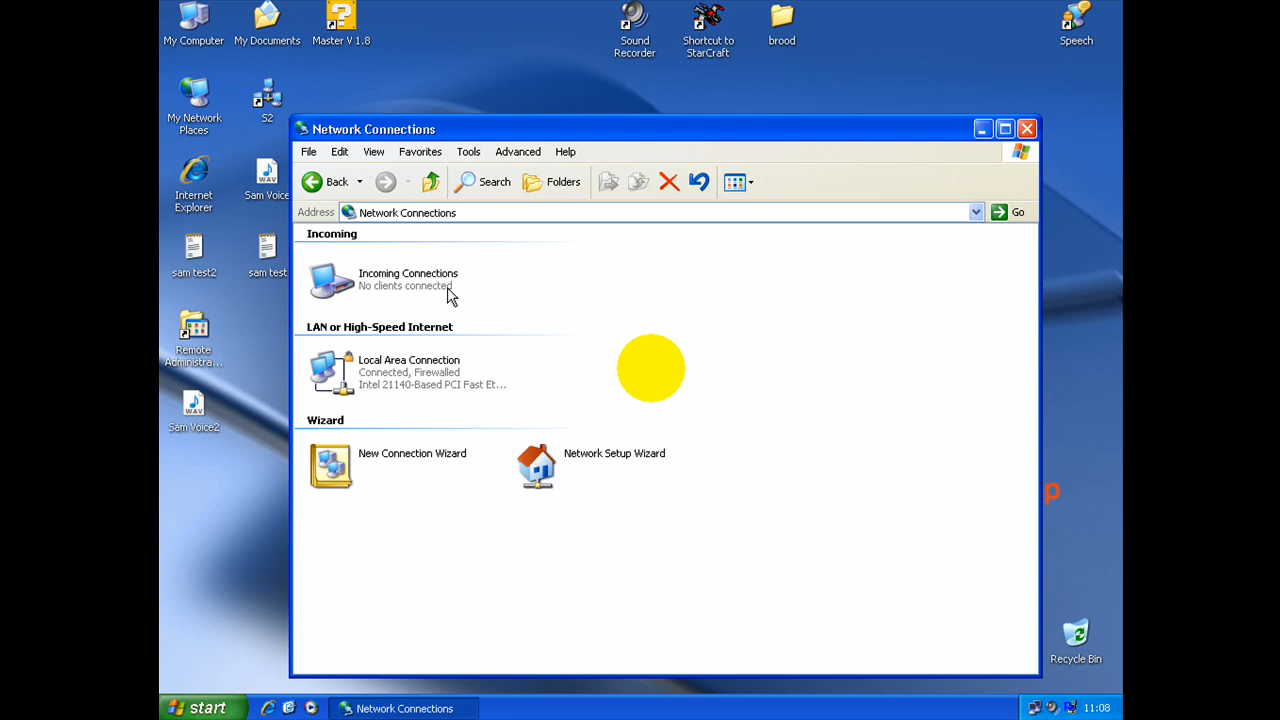 My Computer
My Documents
Master V 1.8
Sound
Recorder
Shortcut to
StarCraft
brood
Speech
My Network
Places
S2
Internet
Explorer
Sam Voice
sam test2
sam test
Remote
Administra...
WAV
WAV
Sam Voice2
Network Connections
File Edit View Favorites Tools Advanced Help
Back Search Folders
Address Network Connections Go
Incoming
Incoming Connections
No clients connected
LAN or High-Speed Internet
Local Area Connection
Connected, Firewalled
Intel 21140-Based PCI Fast Et...
Wizard
New Connection Wizard
Network Setup Wizard
p
Recycle Bin
start
Network Connections
11:08